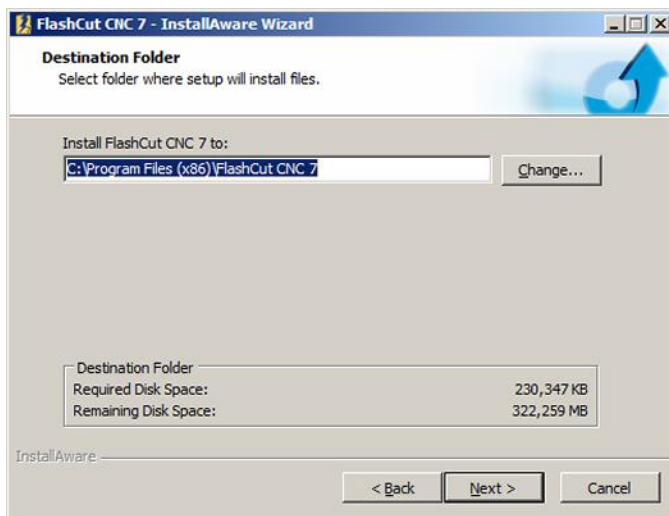 FlashCut CNC 7 - InstallAware Wizard
Destination Folder
Select folder where setup will install files.
Install FlashCut CNC 7 to:
C:\Program Files (x86)\FlashCut CNC 7
Change...
Destination Folder
Required Disk Space: 230,347 KB
Remaining Disk Space: 322,259 MB
InstallAware
< Back Next > Cancel